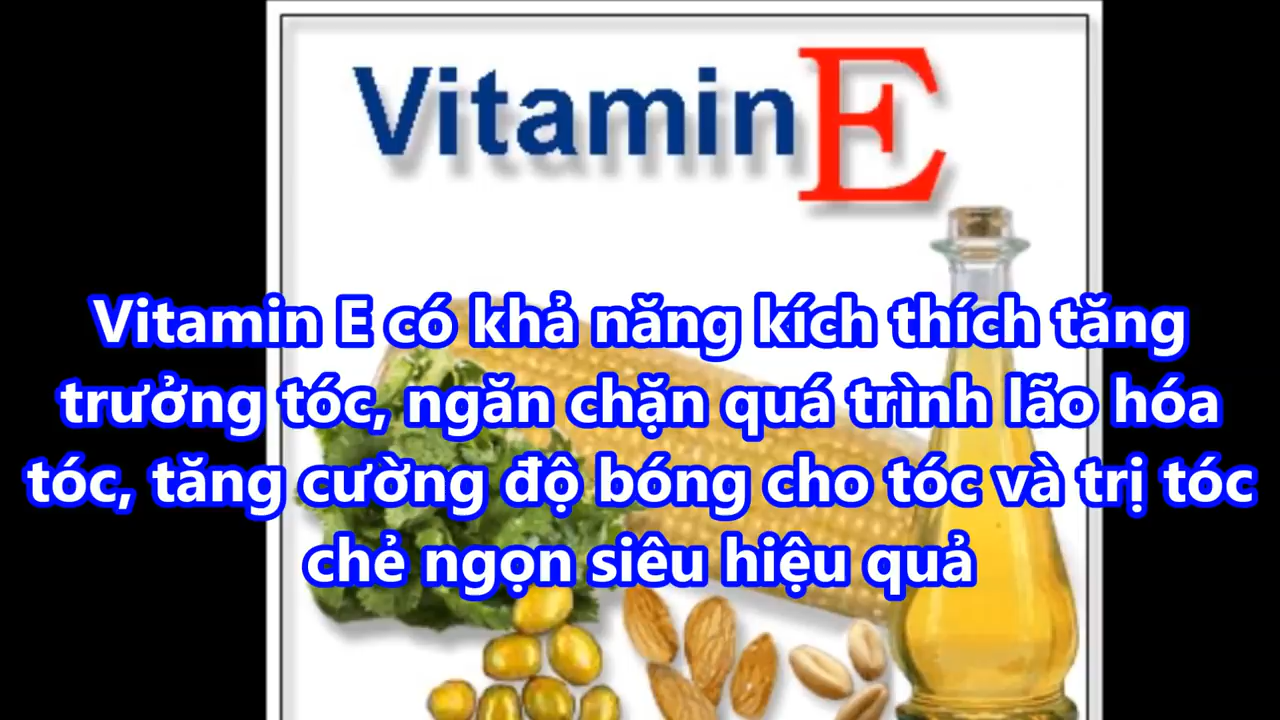 Vitamin E
Vitamin E có khả năng kích thích tăng
trưởng tóc, ngăn chặn quá trình lão hóa
tóc, tăng cường độ bóng cho tóc và trị tóc
chẻ ngọn siêu hiệu quả